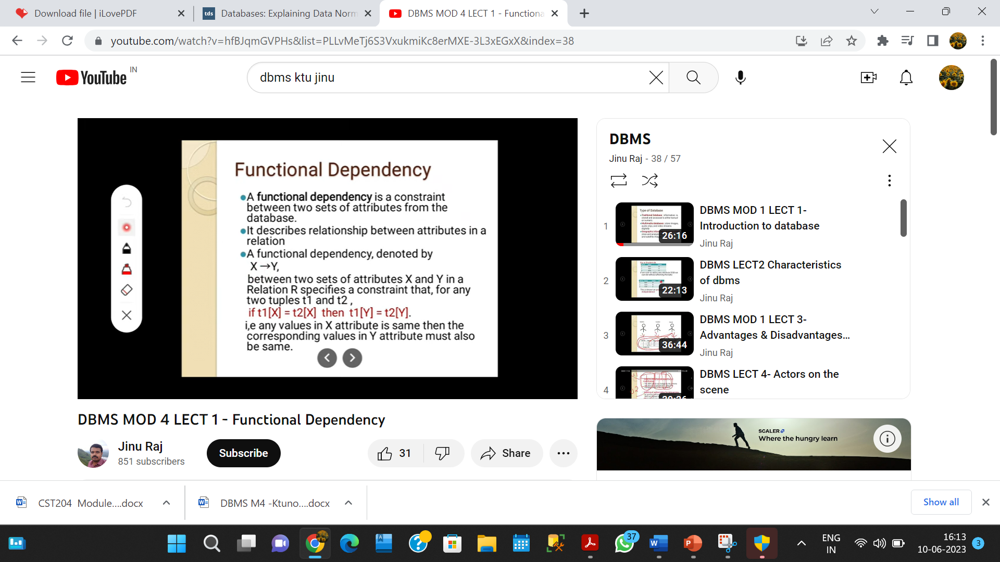 Download file | iLovePDF
tds Databases: Explaining Data Norm
DBMS MOD 4 LECT 1 - Functiona
youtube.com/watch?v=hfBJqmGVPHs&list=PLLvMeTj6S3VxukmiKc8erMXE-3L3xEGxX&index=38
YouTube IN
dbms ktu jinu
Functional Dependency
•A functional dependency is a constraint
between two sets of attributes from the
database.
•It describes relationship between attributes in a
relation
•A functional dependency, denoted by
X →Y,
between two sets of attributes X and Y in a
Relation R specifies a constraint that, for any
two tuples t1 and t2 ,
if t1[X] = t2[X] then t1[Y] = t2[Y].
i,e any values in X attribute is same then the
corresponding values in Y attribute must also
be same.
DBMS MOD 4 LECT 1 - Functional Dependency
Jinu Raj
851 subscribers
Subscribe
31
Share
DBMS
Jinu Raj - 38 / 57
1
Type of Database
26:16
DBMS MOD 1 LECT 1-
Introduction to database
Jinu Raj
2
22:13
DBMS LECT2 Characteristics
of dbms
Jinu Raj
3
36:44
DBMS MOD 1 LECT 3-
Advantages & Disadvantages...
Jinu Raj
4
DBMS LECT 4- Actors on the
scene
SCALER
Where the hungry learn
CST204 Module....docx
DBMS M4 -Ktuno....docx
Show all
37
ENG
IN
16:13
10-06-2023
3